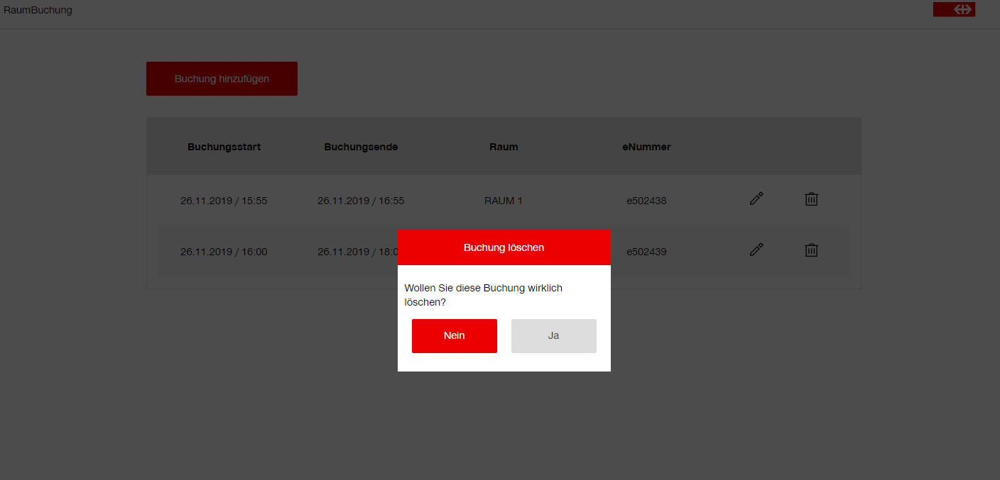 RaumBuchung
Buchung hinzufügen
Buchungsstart Buchungsende Raum eNummer
26.11.2019 / 15:55 26.11.2019 / 16:55 RAUM 1 e502438
26.11.2019 / 16:00 26.11.2019 / 18:0 e502439
Buchung löschen
Wollen Sie diese Buchung wirklich
löschen?
Nein Ja